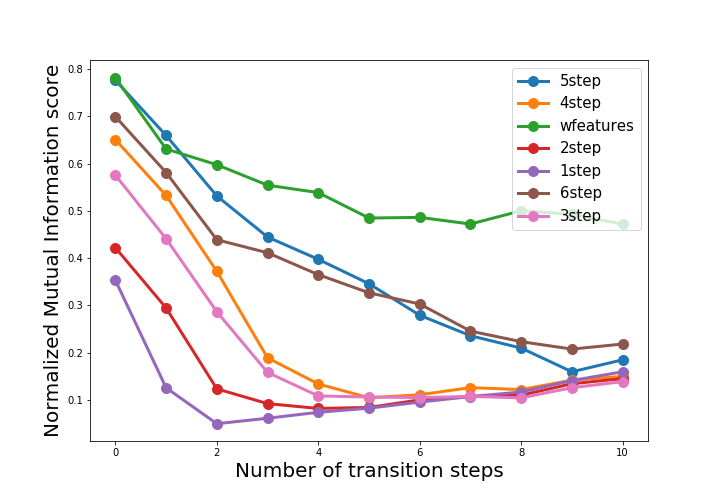 Normalized Mutual Information score
0.8
0.7
0.6
0.5
0.4
0.3
0.2
0.1
5step
4step
wfeatures
2step
1step
6step
3step
0 2 4 6 8 10
Number of transition steps